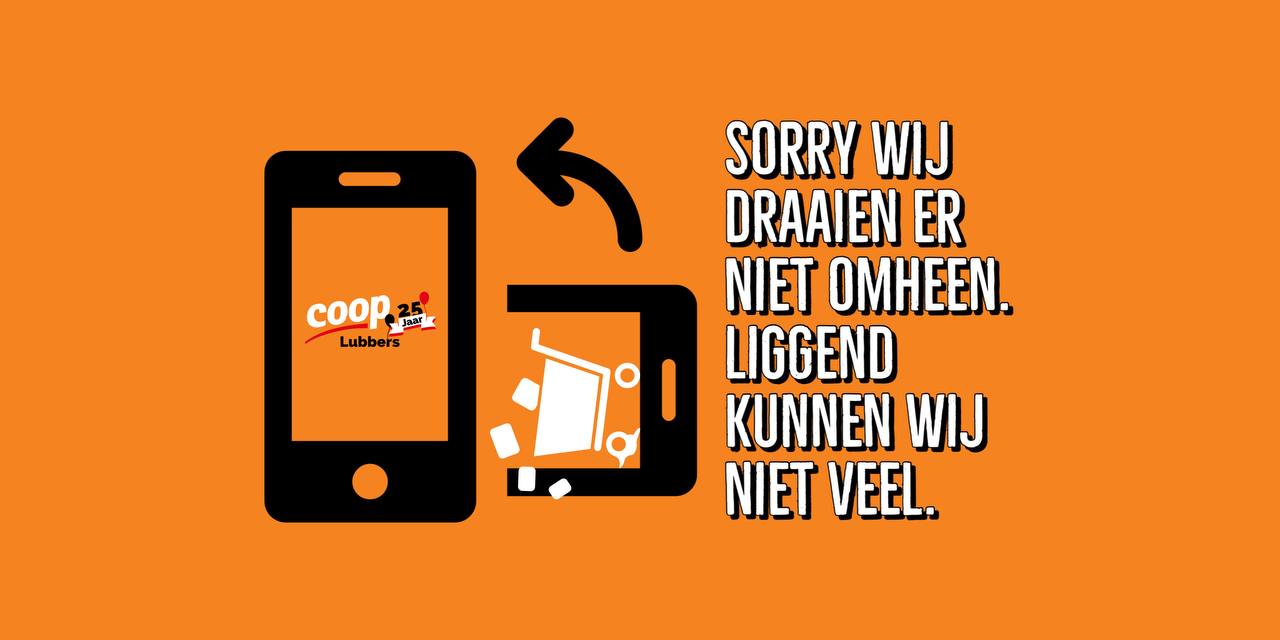 coop
25
Jaar
Lubbers
SORRY WIJ
DRAAIEN ER
NIET OMHEEN.
LIGGEND
KUNNEN WIJ
NIET VEEL.